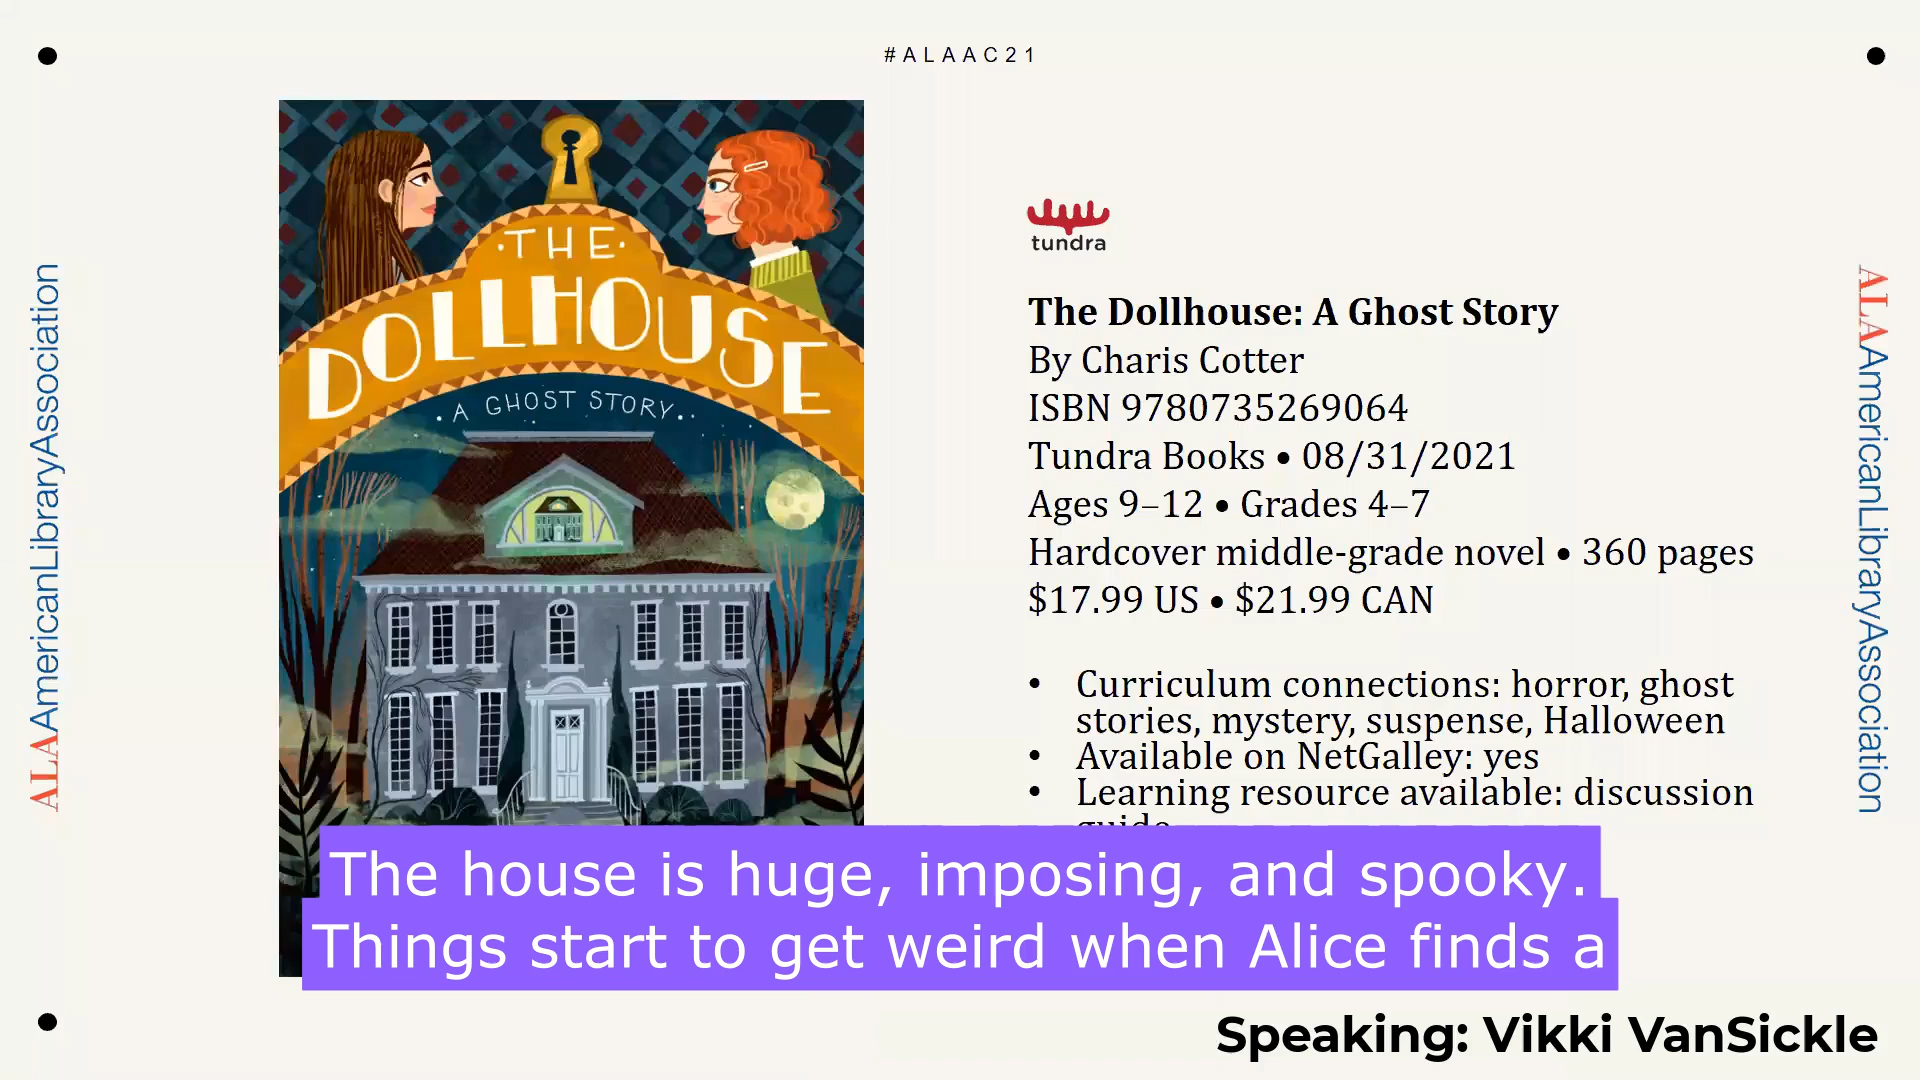 #ALAAC21
ALAAmericanLibraryAssociation
·THE·
DOLLHOUSE
·A GHOST STORY·
tundra
The Dollhouse: A Ghost Story
By Charis Cotter
ISBN 9780735269064
Tundra Books • 08/31/2021
Ages 9–12 • Grades 4–7
Hardcover middle-grade novel • 360 pages
$17.99 US • $21.99 CAN
• Curriculum connections: horror, ghost
stories, mystery, suspense, Halloween
• Available on NetGalley: yes
• Learning resource available: discussion
guide
ALAAmericanLibraryAssociation
The house is huge, imposing, and spooky.
Things start to get weird when Alice finds a
Speaking: Vikki VanSickle